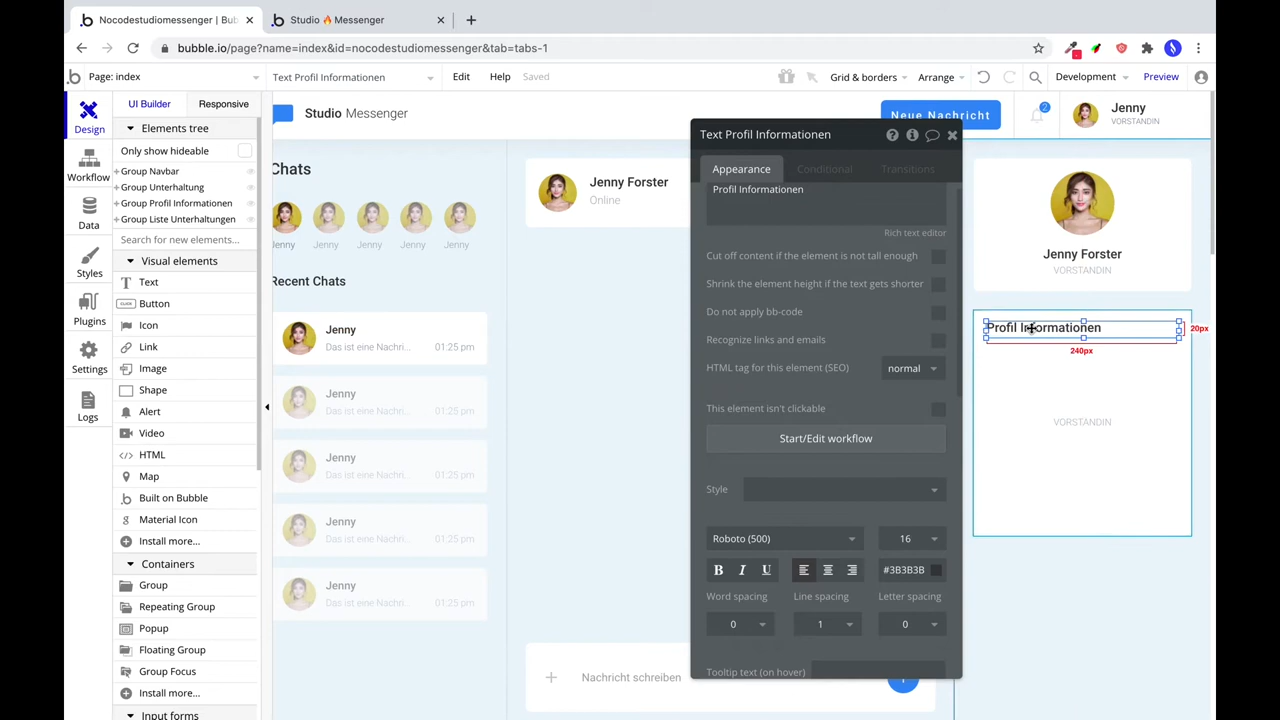 Nocodestudiomessenger | Bub
Studio 🔥 Messenger
bubble.io/page?name=index&id=nocodestudiomessenger&tab=tabs-1
Page: index
Text Profil Informationen
Edit
Help
Saved
Grid & borders
Arrange
Development
Preview
Design
Workflow
Data
Styles
Plugins
Settings
Logs
UI Builder
Responsive
Elements tree
Only show hideable
Group Navbar
Group Unterhaltung
Group Profil Informationen
Group Liste Unterhaltungen
Search for new elements...
Visual elements
Text
CLICK Button
Icon
Link
Image
Shape
Alert
Video
HTML
Map
Built on Bubble
Material Icon
Install more...
Containers
Group
Repeating Group
Popup
Floating Group
Group Focus
Install more...
Input forms
Studio Messenger
Neue Nachricht
2
Jenny
VORSTANDIN
Chats
Jenny
Jenny
Jenny
Jenny
Jenny
Recent Chats
Jenny
Das ist eine Nachri...
01:25 pm
Jenny
Das ist eine Nachri...
01:25 pm
Jenny
Das ist eine Nachri...
01:25 pm
Jenny
Das ist eine Nachri...
01:25 pm
Jenny
Das ist eine Nachri...
01:25 pm
Jenny Forster
Online
Nachricht schreiben
Text Profil Informationen
Appearance
Conditional
Transitions
Profil Informationen
Rich text editor
Cut off content if the element is not tall enough
Shrink the element height if the text gets shorter
Do not apply bb-code
Recognize links and emails
HTML tag for this element (SEO)
normal
This element isn't clickable
Start/Edit workflow
Style
Roboto (500)
16
B I U
#3B3B3B
Word spacing
Line spacing
Letter spacing
0
1
0
Tooltip text (on hover)
Jenny Forster
VORSTANDIN
Profil Informationen
20px
240px
VORSTANDIN